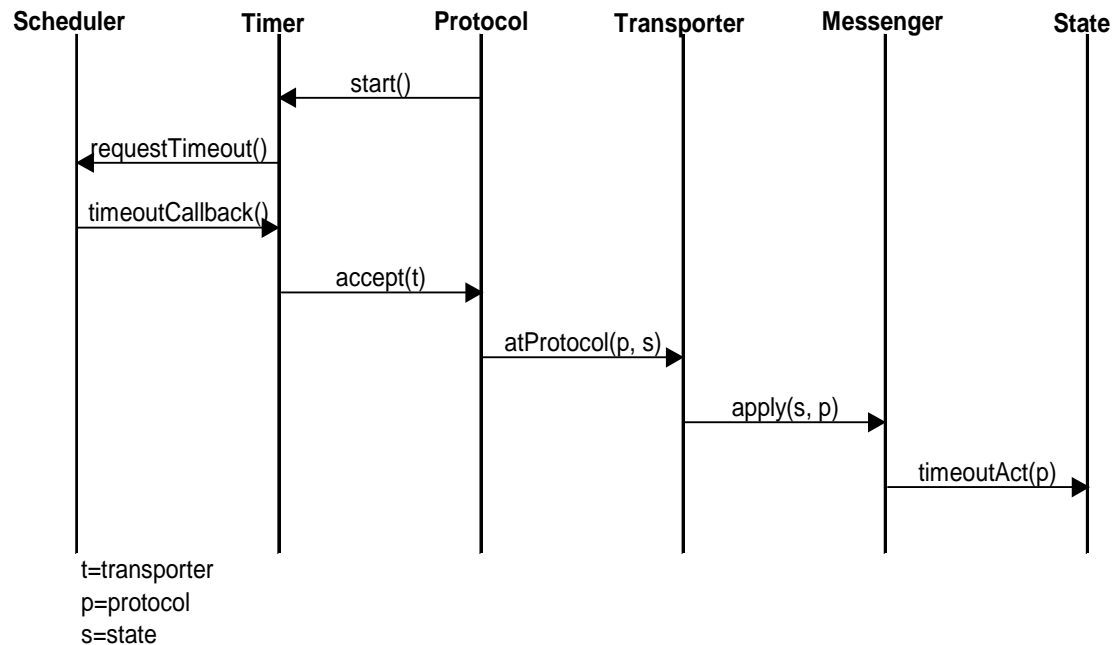 Scheduler Timer Protocol Transporter Messenger State
start()
requestTimeout()
timeoutCallback()
accept(t)
atProtocol(p, s)
apply(s, p)
timeoutAct(p)
t=transporter
p=protocol
s=state